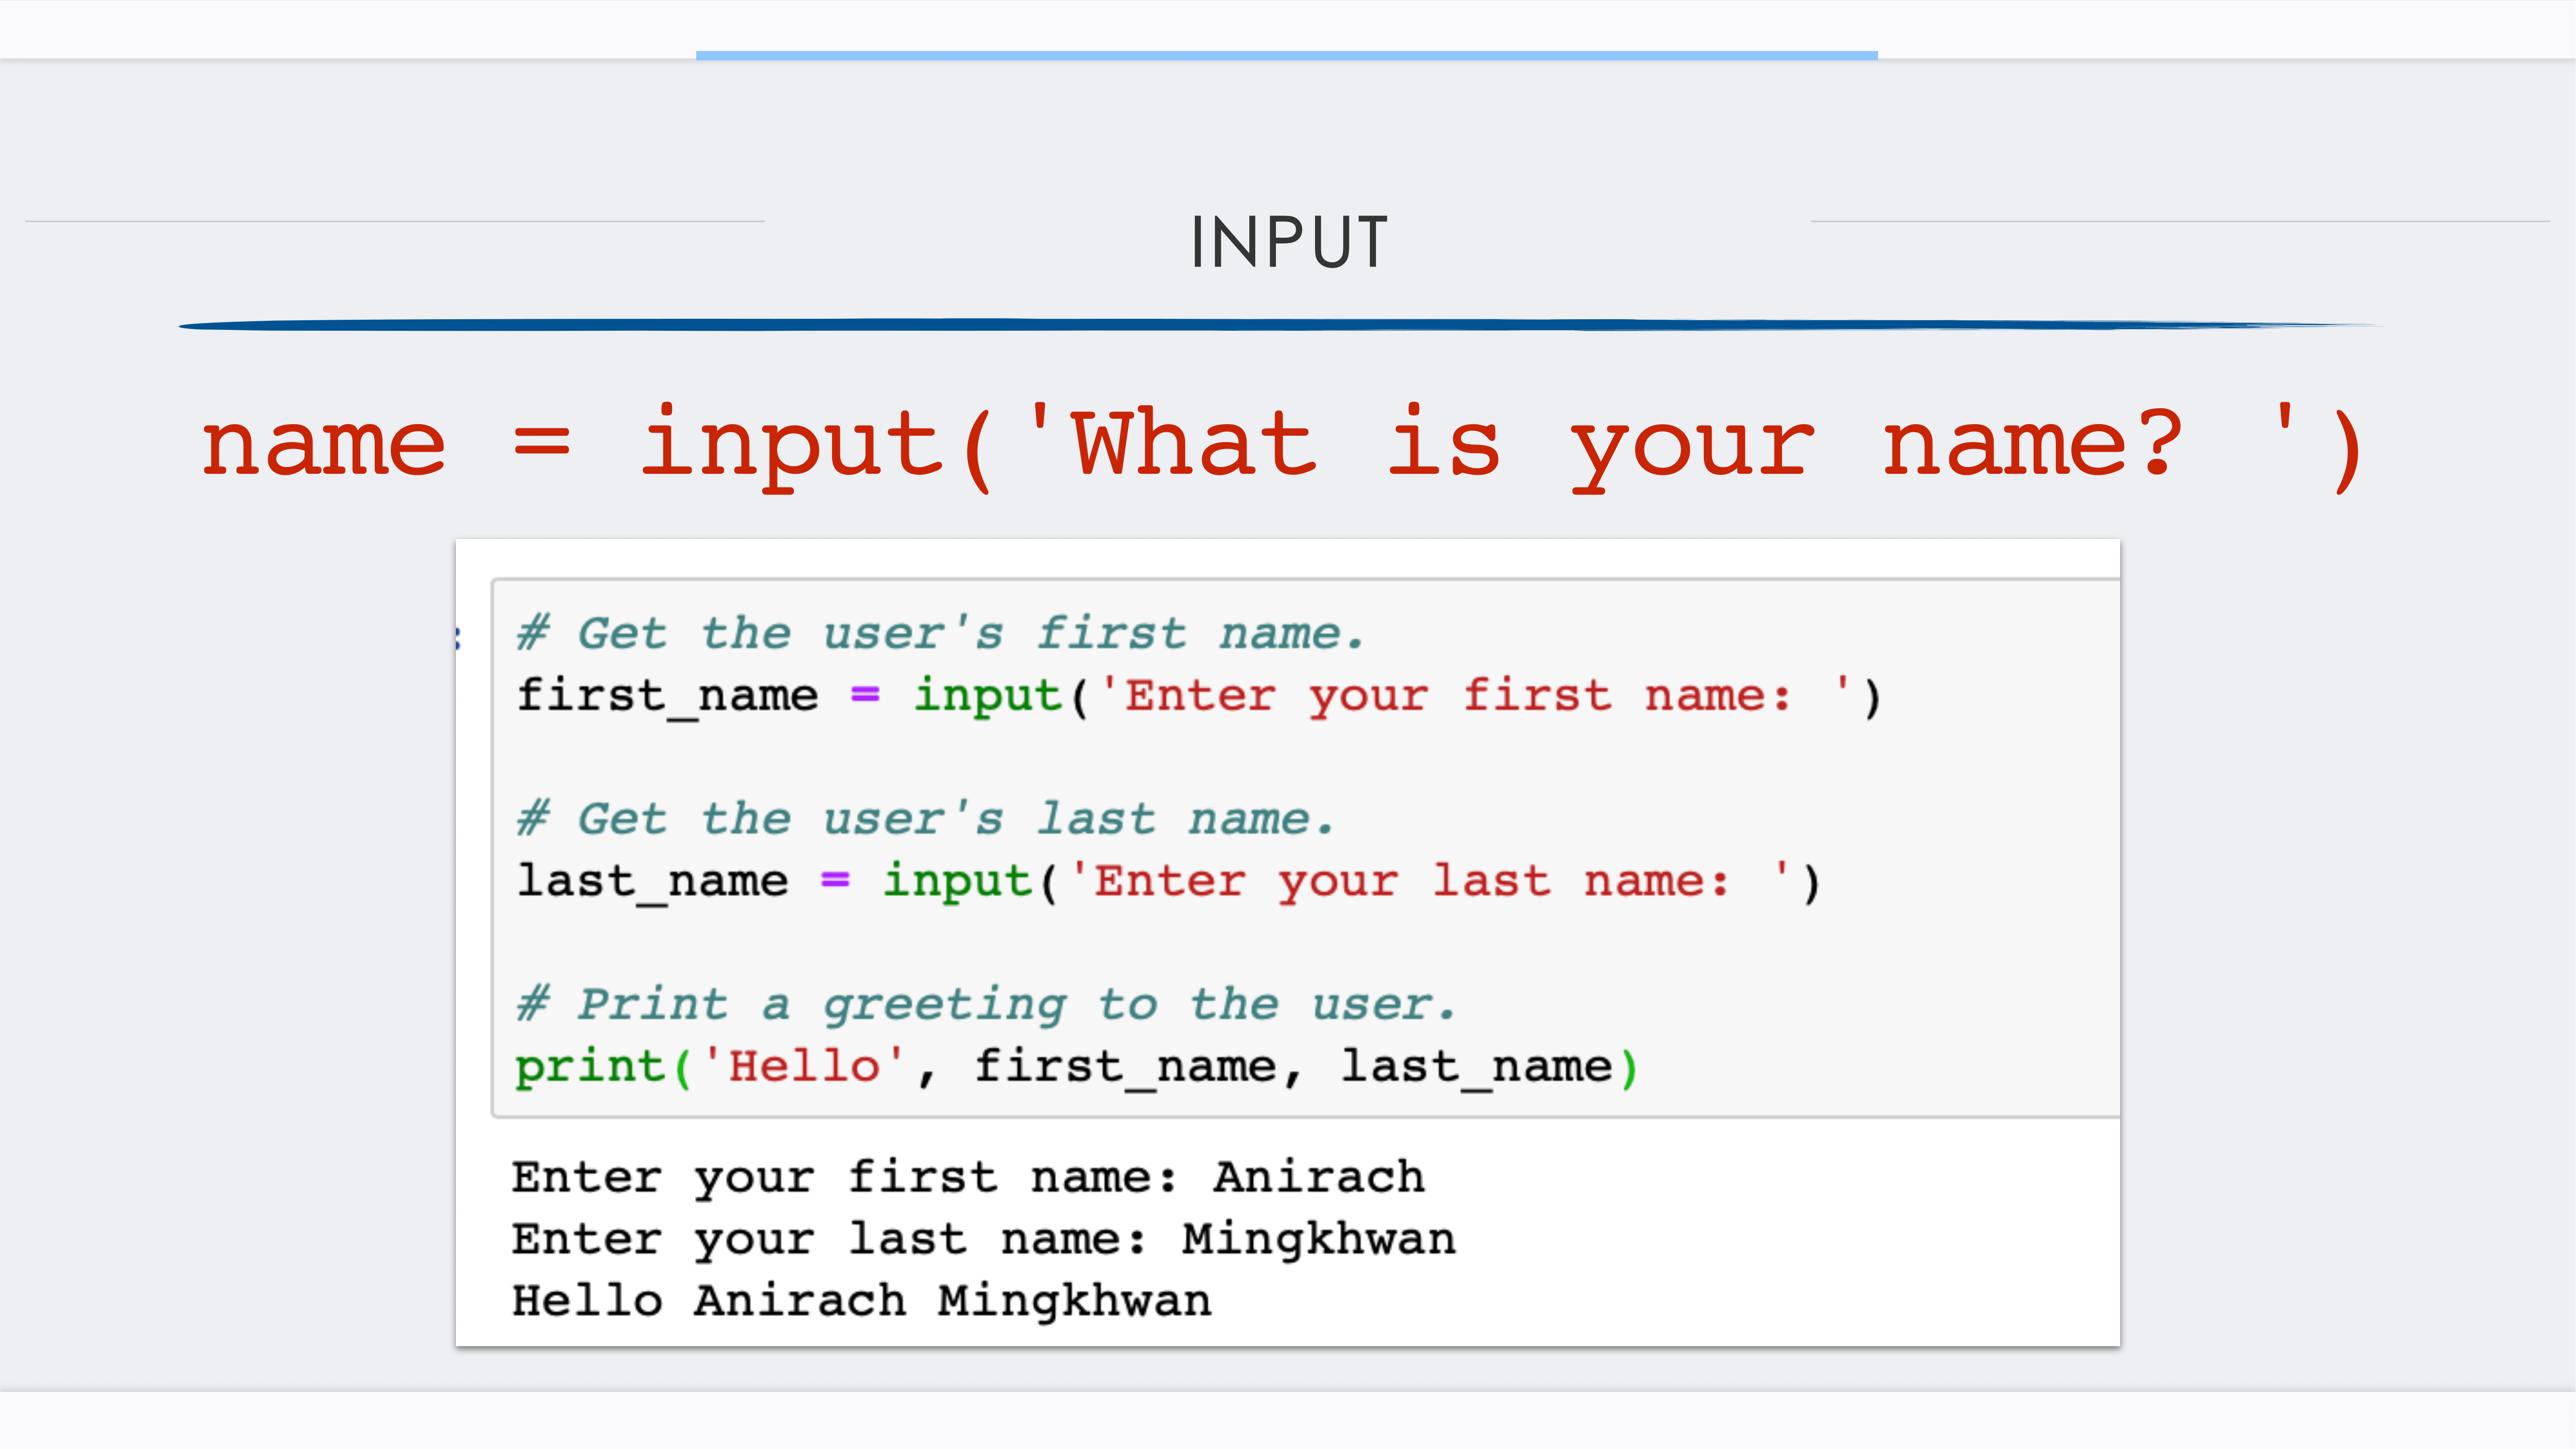 INPUT
name = input('What is your name? ')
# Get the user's first name.
first_name = input('Enter your first name: ')
# Get the user's last name.
last_name = input('Enter your last name: ')
# Print a greeting to the user.
print('Hello', first_name, last_name)
Enter your first name: Anirach
Enter your last name: Mingkhwan
Hello Anirach Mingkhwan